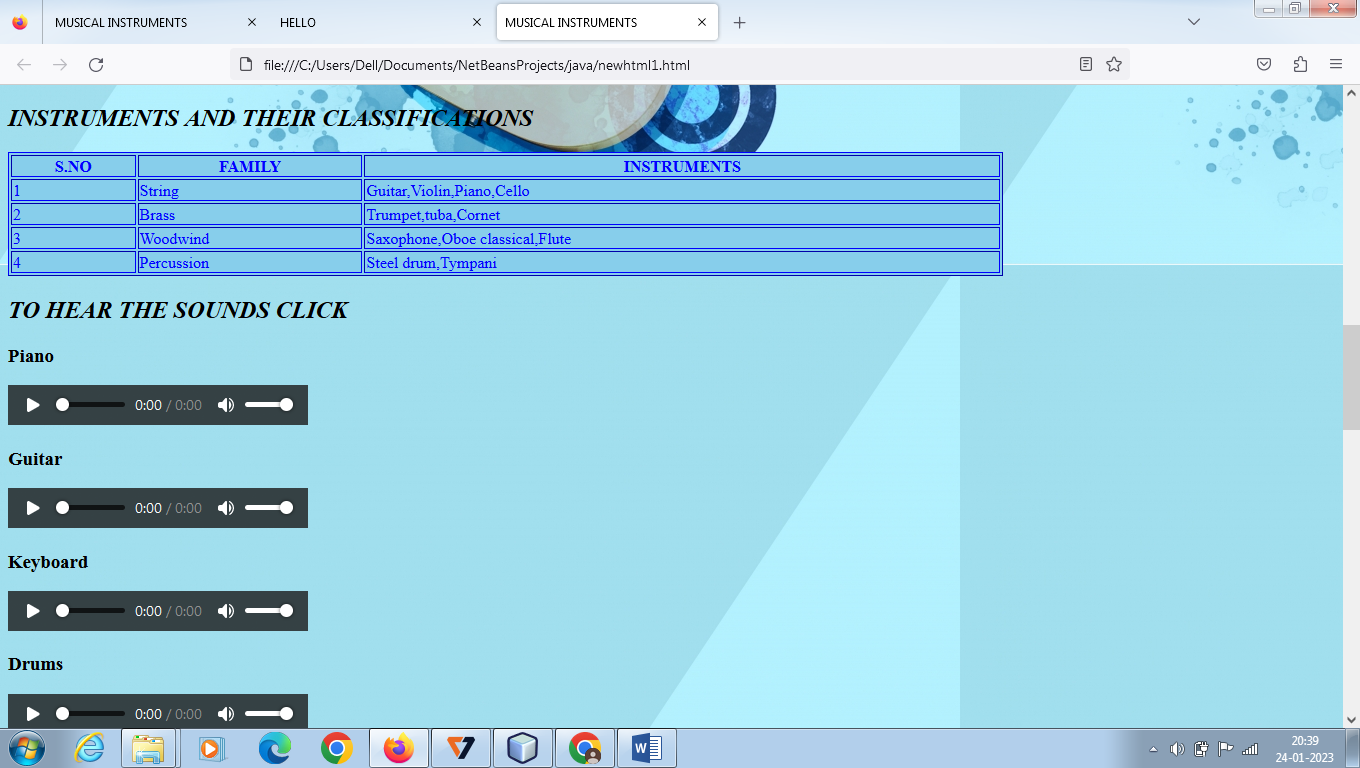 MUSICAL INSTRUMENTS
HELLO
MUSICAL INSTRUMENTS
file:///C:/Users/Dell/Documents/NetBeansProjects/java/newhtml1.html
INSTRUMENTS AND THEIR CLASSIFICATIONS
S.NO FAMILY INSTRUMENTS
1 String Guitar,Violin,Piano,Cello
2 Brass Trumpet,tuba,Cornet
3 Woodwind Saxophone,Oboe classical,Flute
4 Percussion Steel drum,Tympani
TO HEAR THE SOUNDS CLICK
Piano
0:00 / 0:00
Guitar
0:00 / 0:00
Keyboard
0:00 / 0:00
Drums
0:00 / 0:00
W
20:39
24-01-2023